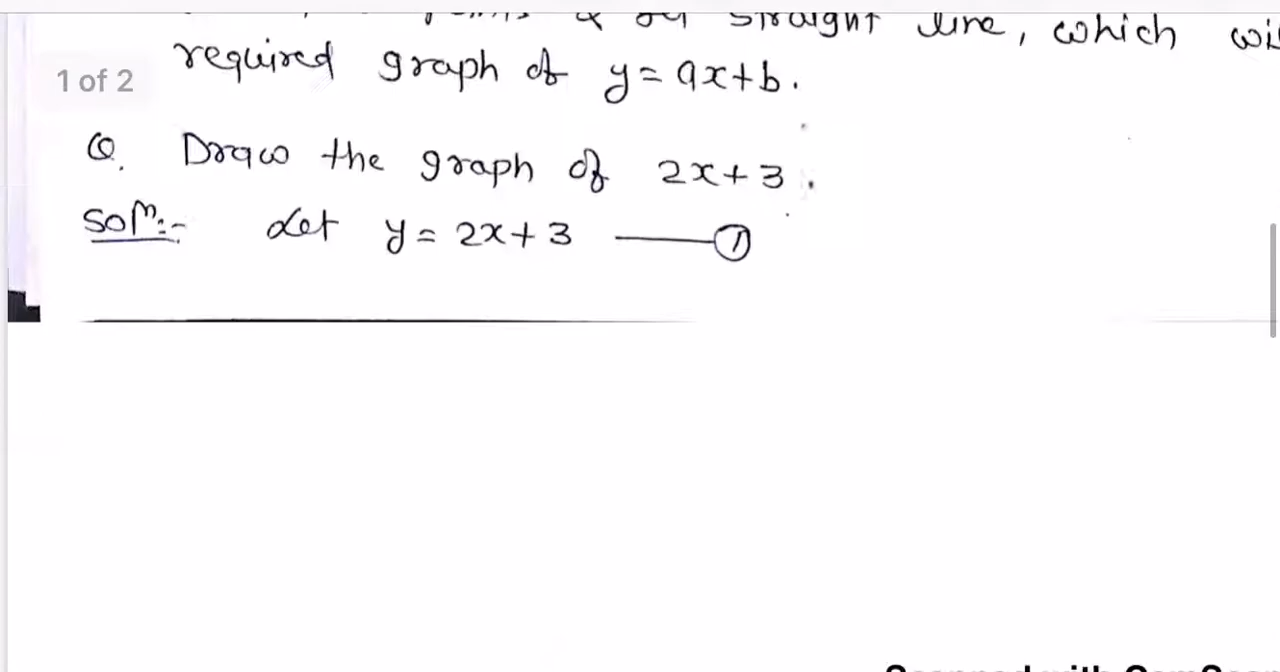 & get straight line, which
required graph of y = ax+b.
1 of 2
Q. Draw the graph of 2x+3.
Soln:- Let y = 2x+3 —— ①